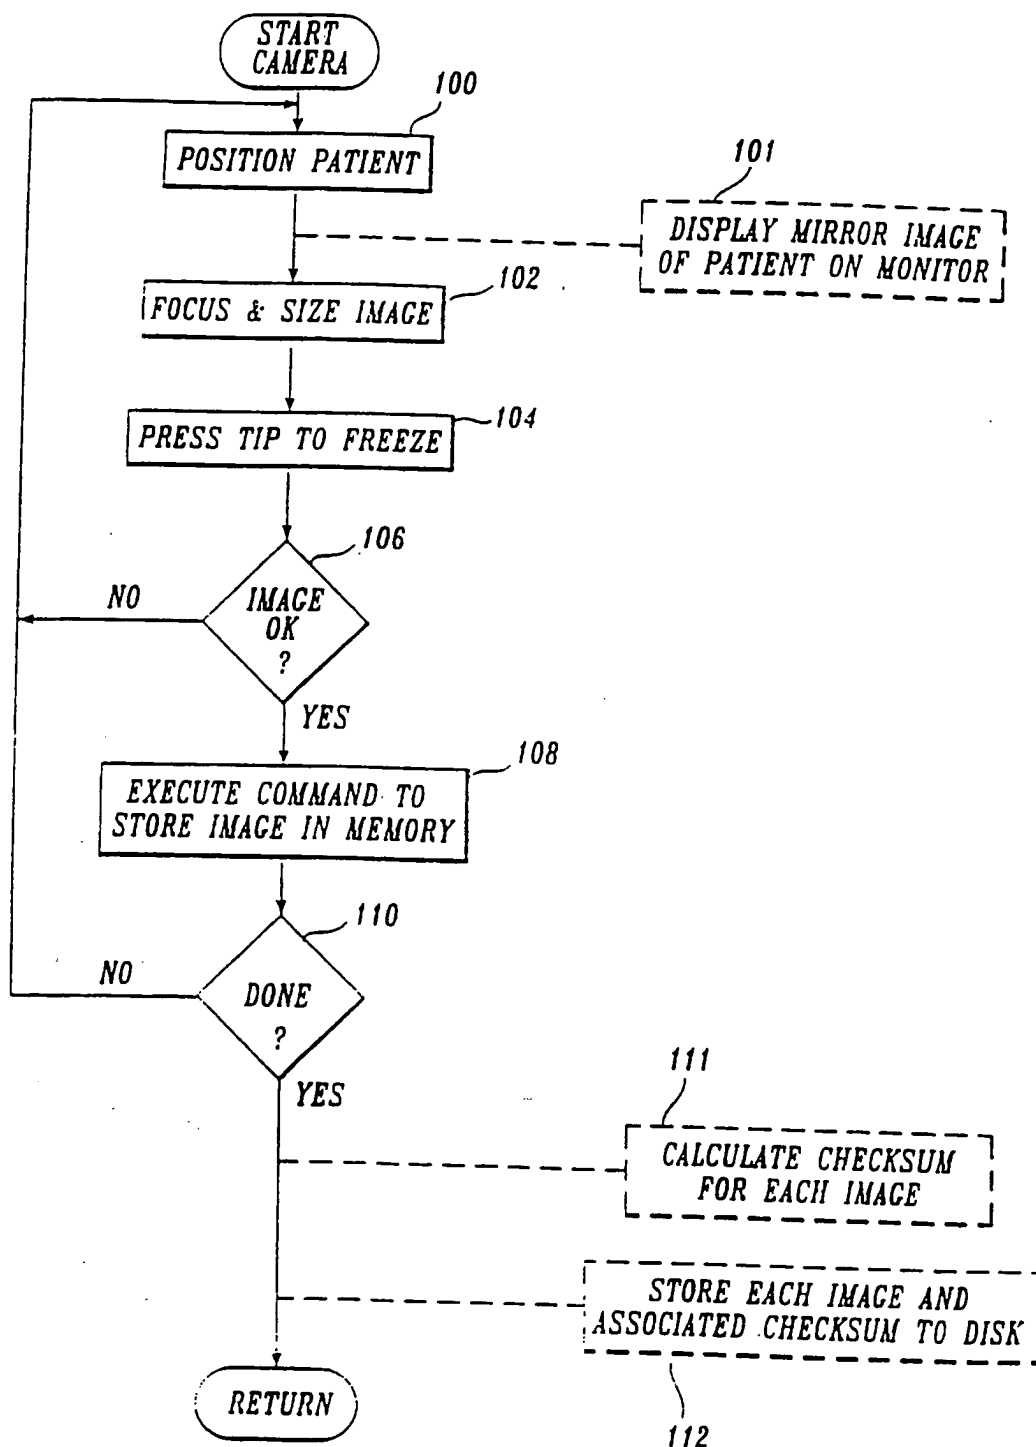 START
CAMERA
100
POSITION PATIENT
101
DISPLAY MIRROR IMAGE
OF PATIENT ON MONITOR
102
FOCUS & SIZE IMAGE
104
PRESS TIP TO FREEZE
106
NO
IMAGE
OK
?
YES
108
EXECUTE COMMAND TO
STORE IMAGE IN MEMORY
110
NO
DONE
?
YES
111
CALCULATE CHECKSUM
FOR EACH IMAGE
STORE EACH IMAGE AND
ASSOCIATED CHECKSUM TO DISK
RETURN
112